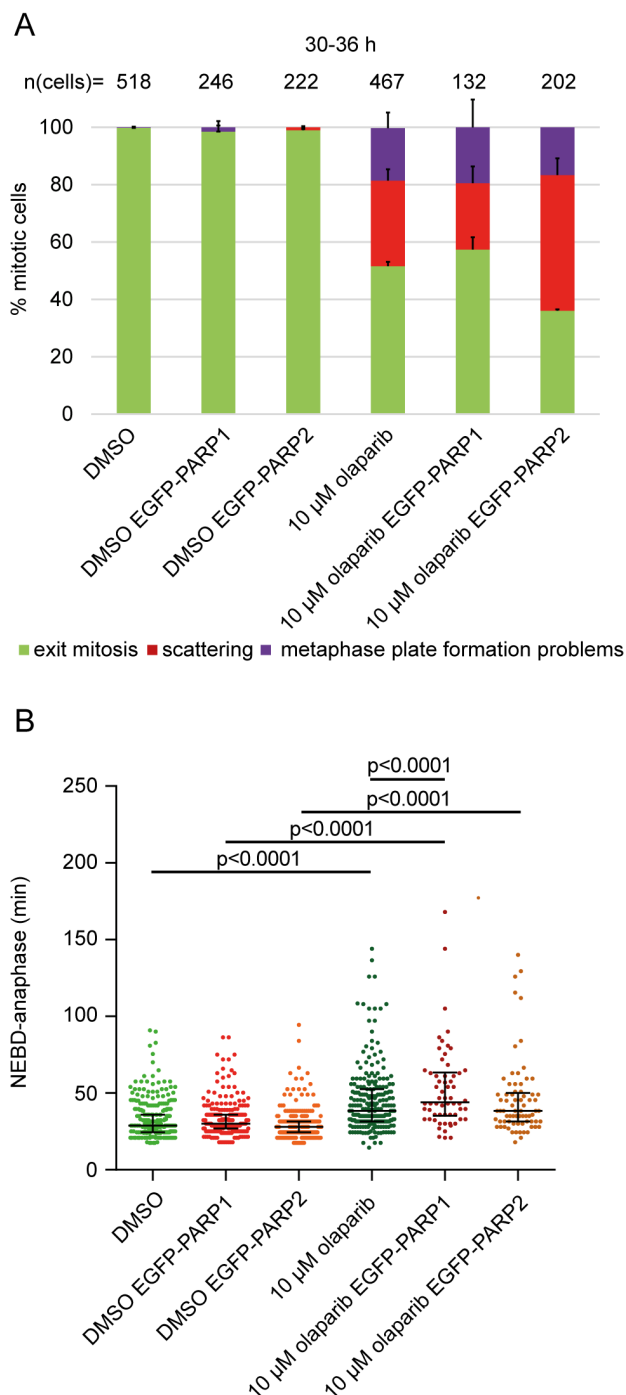 A
30-36 h
n(cells)= 518 246 222 467 132 202
100
80
60
40
20
0
% mitotic cells
DMSO
DMSO EGFP-PARP1
DMSO EGFP-PARP2
10 µM olaparib
10 µM olaparib EGFP-PARP1
10 µM olaparib EGFP-PARP2
exit mitosis scattering metaphase plate formation problems
B
p<0.0001
p<0.0001
p<0.0001
p<0.0001
250
200
150
100
50
0
NEBD-anaphase (min)
DMSO
DMSO EGFP-PARP1
DMSO EGFP-PARP2
10 µM olaparib
10 µM olaparib EGFP-PARP1
10 µM olaparib EGFP-PARP2